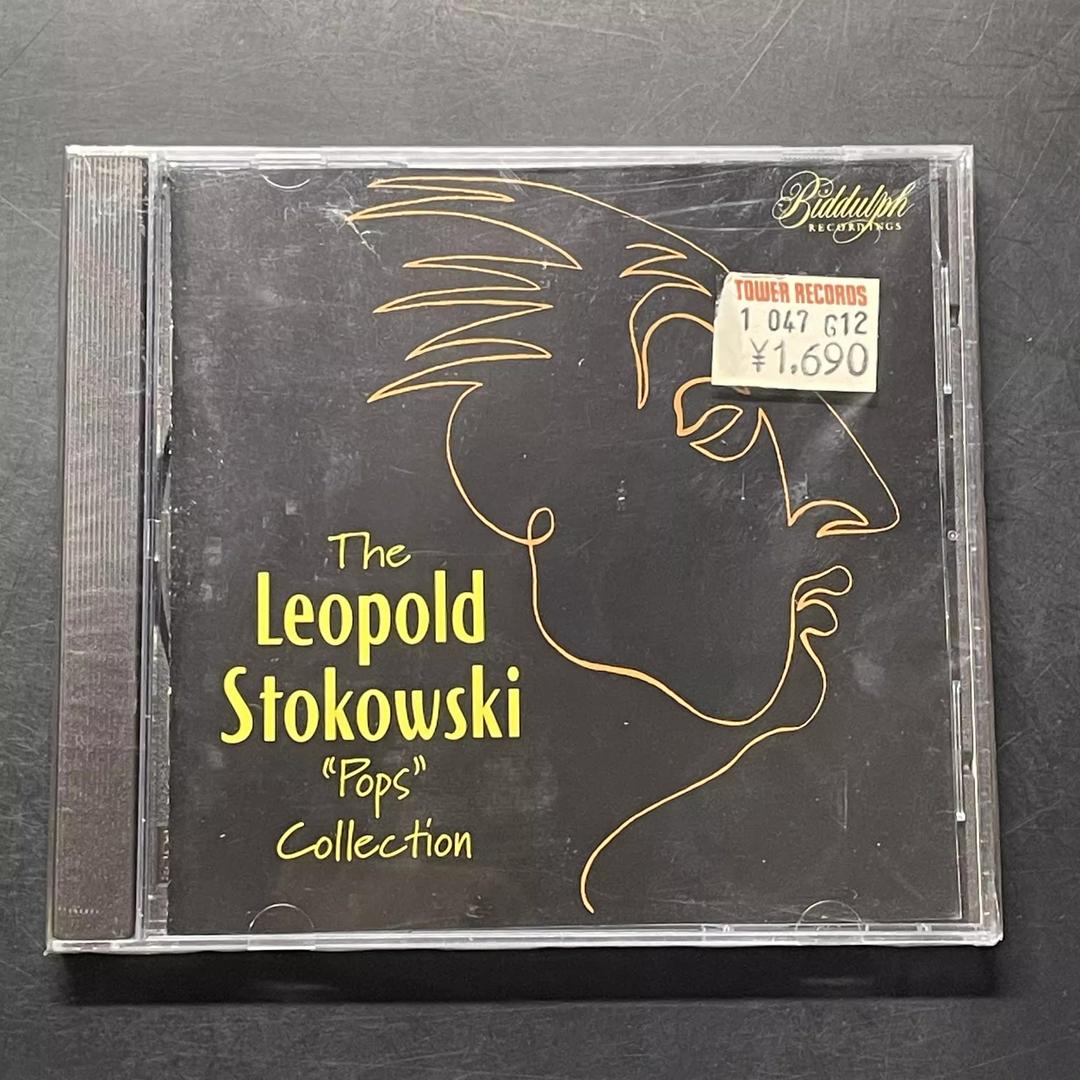 Biddulph
RECORDINGS
TOWER RECORDS
1 047 G12
¥1,690
The
Leopold
Stokowski
“Pops”
Collection